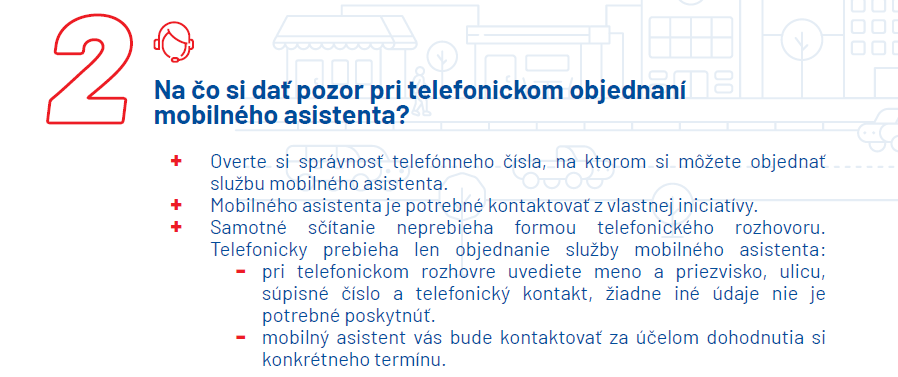 2
Na čo si dať pozor pri telefonickom objednaní
mobilného asistenta?
+ Overte si správnosť telefónneho čísla, na ktorom si môžete objednať
službu mobilného asistenta.
+ Mobilného asistenta je potrebné kontaktovať z vlastnej iniciatívy.
+ Samotné sčítanie neprebieha formou telefonického rozhovoru.
Telefonicky prebieha len objednanie služby mobilného asistenta:
- pri telefonickom rozhovre uvediete meno a priezvisko, ulicu,
súpisné číslo a telefonický kontakt, žiadne iné údaje nie je
potrebné poskytnúť.
- mobilný asistent vás bude kontaktovať za účelom dohodnutia si
konkrétneho termínu.